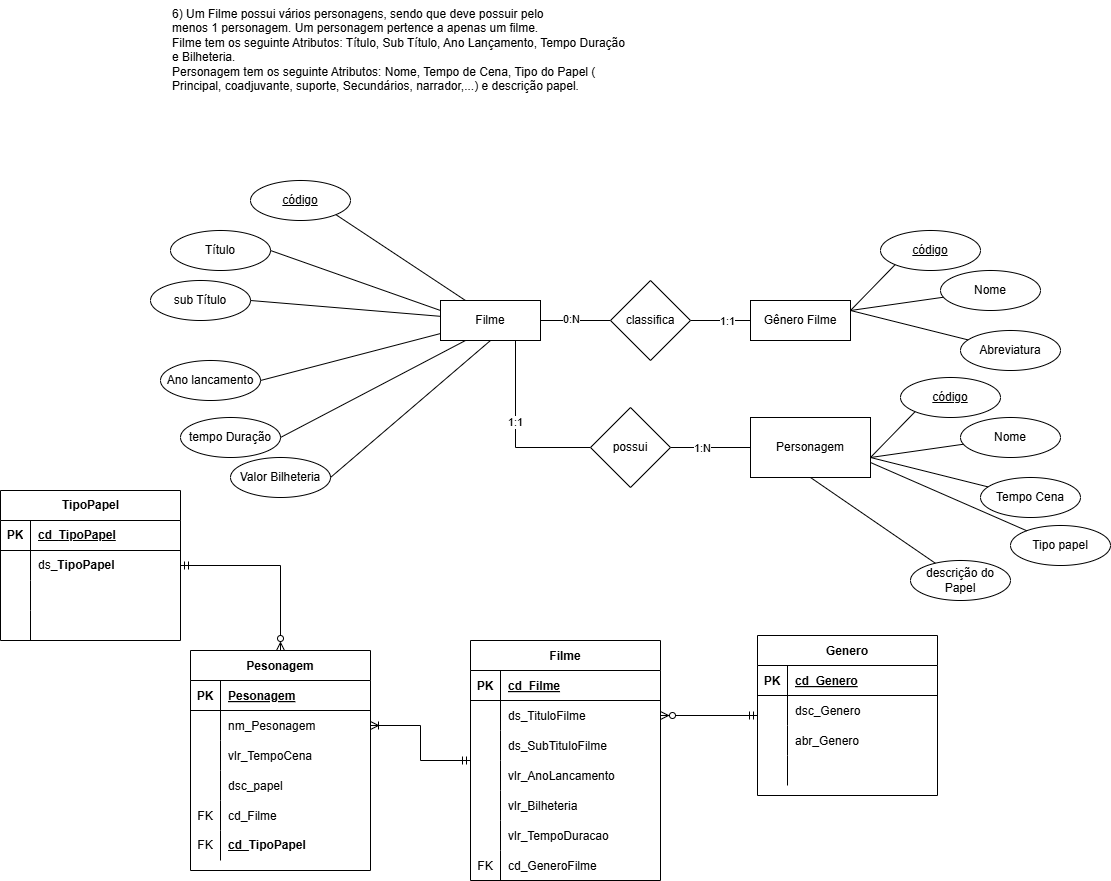 6) Um Filme possui vários personagens, sendo que deve possuir pelo
menos 1 personagem. Um personagem pertence a apenas um filme.
Filme tem os seguinte Atributos: Título, Sub Título, Ano Lançamento, Tempo Duração
e Bilheteria.
Personagem tem os seguinte Atributos: Nome, Tempo de Cena, Tipo do Papel (
Principal, coadjuvante, suporte, Secundários, narrador,...) e descrição papel.
código
Título
sub Título
Ano lancamento
tempo Duração
Valor Bilheteria
Filme
0:N
classifica
1:1
Gênero Filme
código
Nome
Abreviatura
1:1
possui
1:N
Personagem
código
Nome
Tempo Cena
Tipo papel
descrição do
Papel
TipoPapel
PK cd_TipoPapel
ds_TipoPapel
Pesonagem
PK Pesonagem
nm_Pesonagem
vlr_TempoCena
dsc_papel
FK cd_Filme
FK cd_TipoPapel
Filme
PK cd_Filme
ds_TituloFilme
ds_SubTituloFilme
vlr_AnoLancamento
vlr_Bilheteria
vlr_TempoDuracao
FK cd_GeneroFilme
Genero
PK cd_Genero
dsc_Genero
abr_Genero